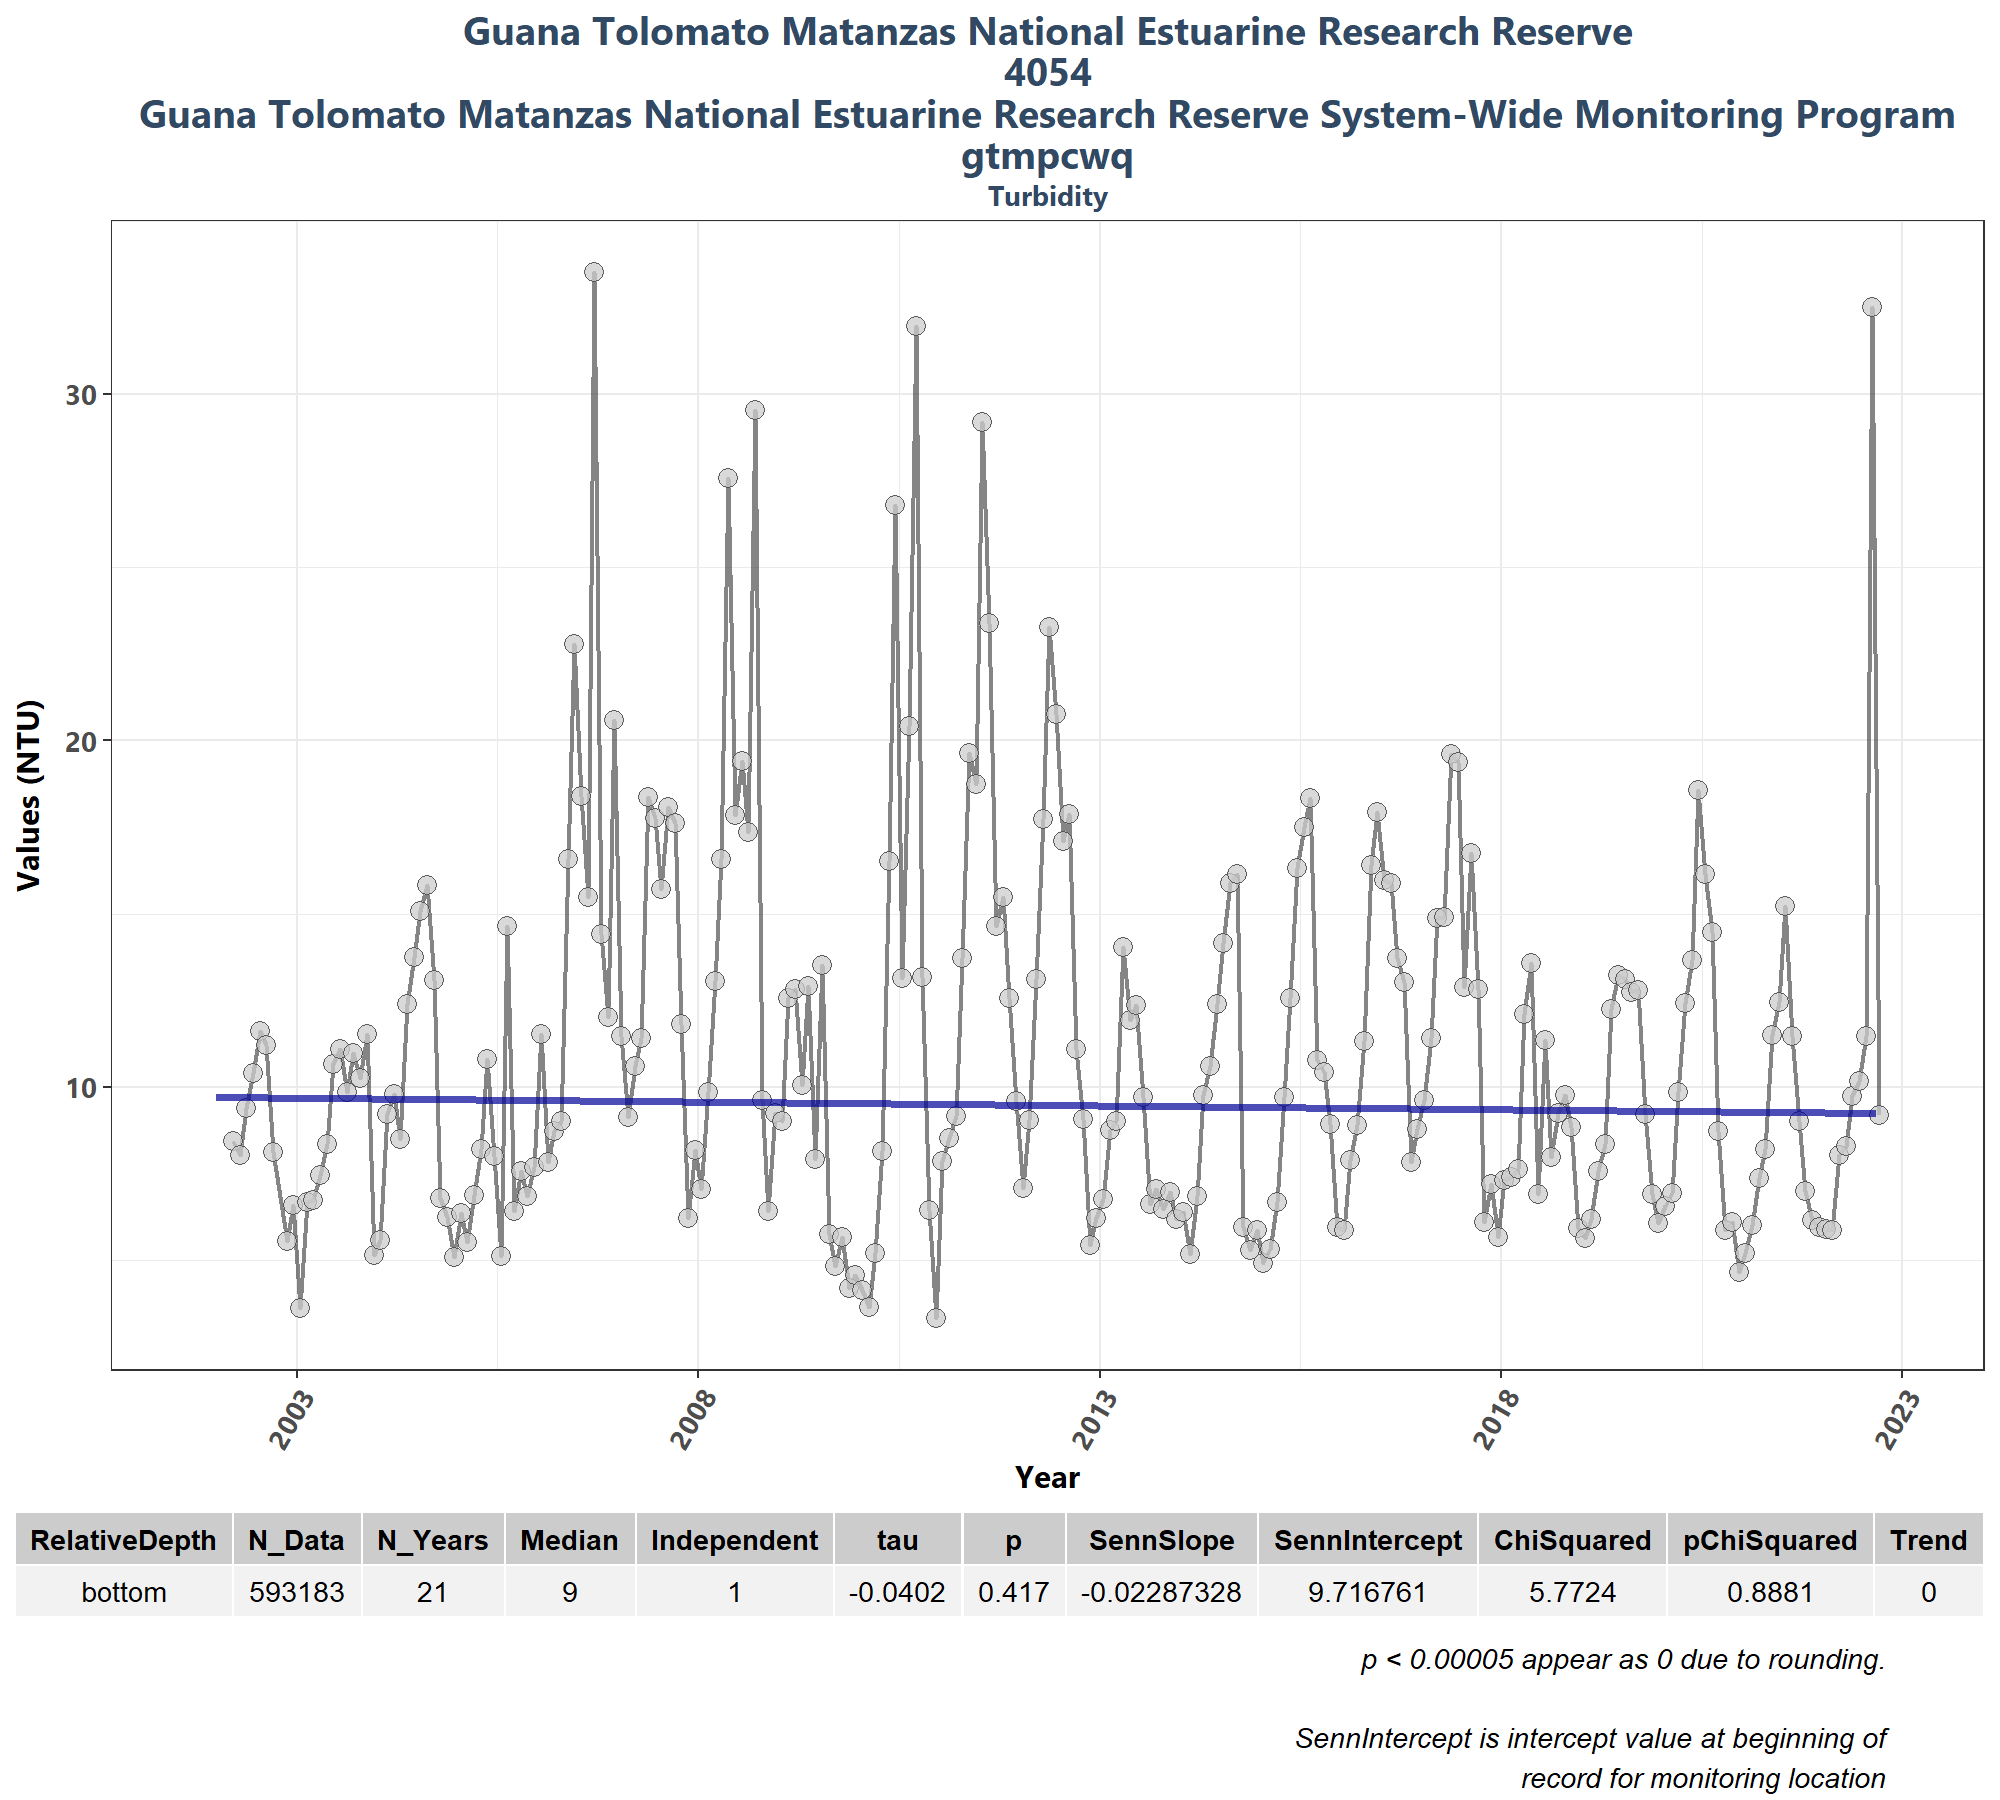 Guana Tolomato Matanzas National Estuarine Research Reserve
4054
Guana Tolomato Matanzas National Estuarine Research Reserve System-Wide Monitoring Program
gtmpcwq
Turbidity
30
20
10
Values (NTU)
2003 2008 2013 2018 2023
Year
RelativeDepth N_Data N_Years Median Independent tau p SennSlope SennIntercept ChiSquared pChiSquared Trend
bottom 593183 21 9 1 -0.0402 0.417 -0.02287328 9.716761 5.7724 0.8881 0
p < 0.00005 appear as 0 due to rounding.
SennIntercept is intercept value at beginning of
record for monitoring location